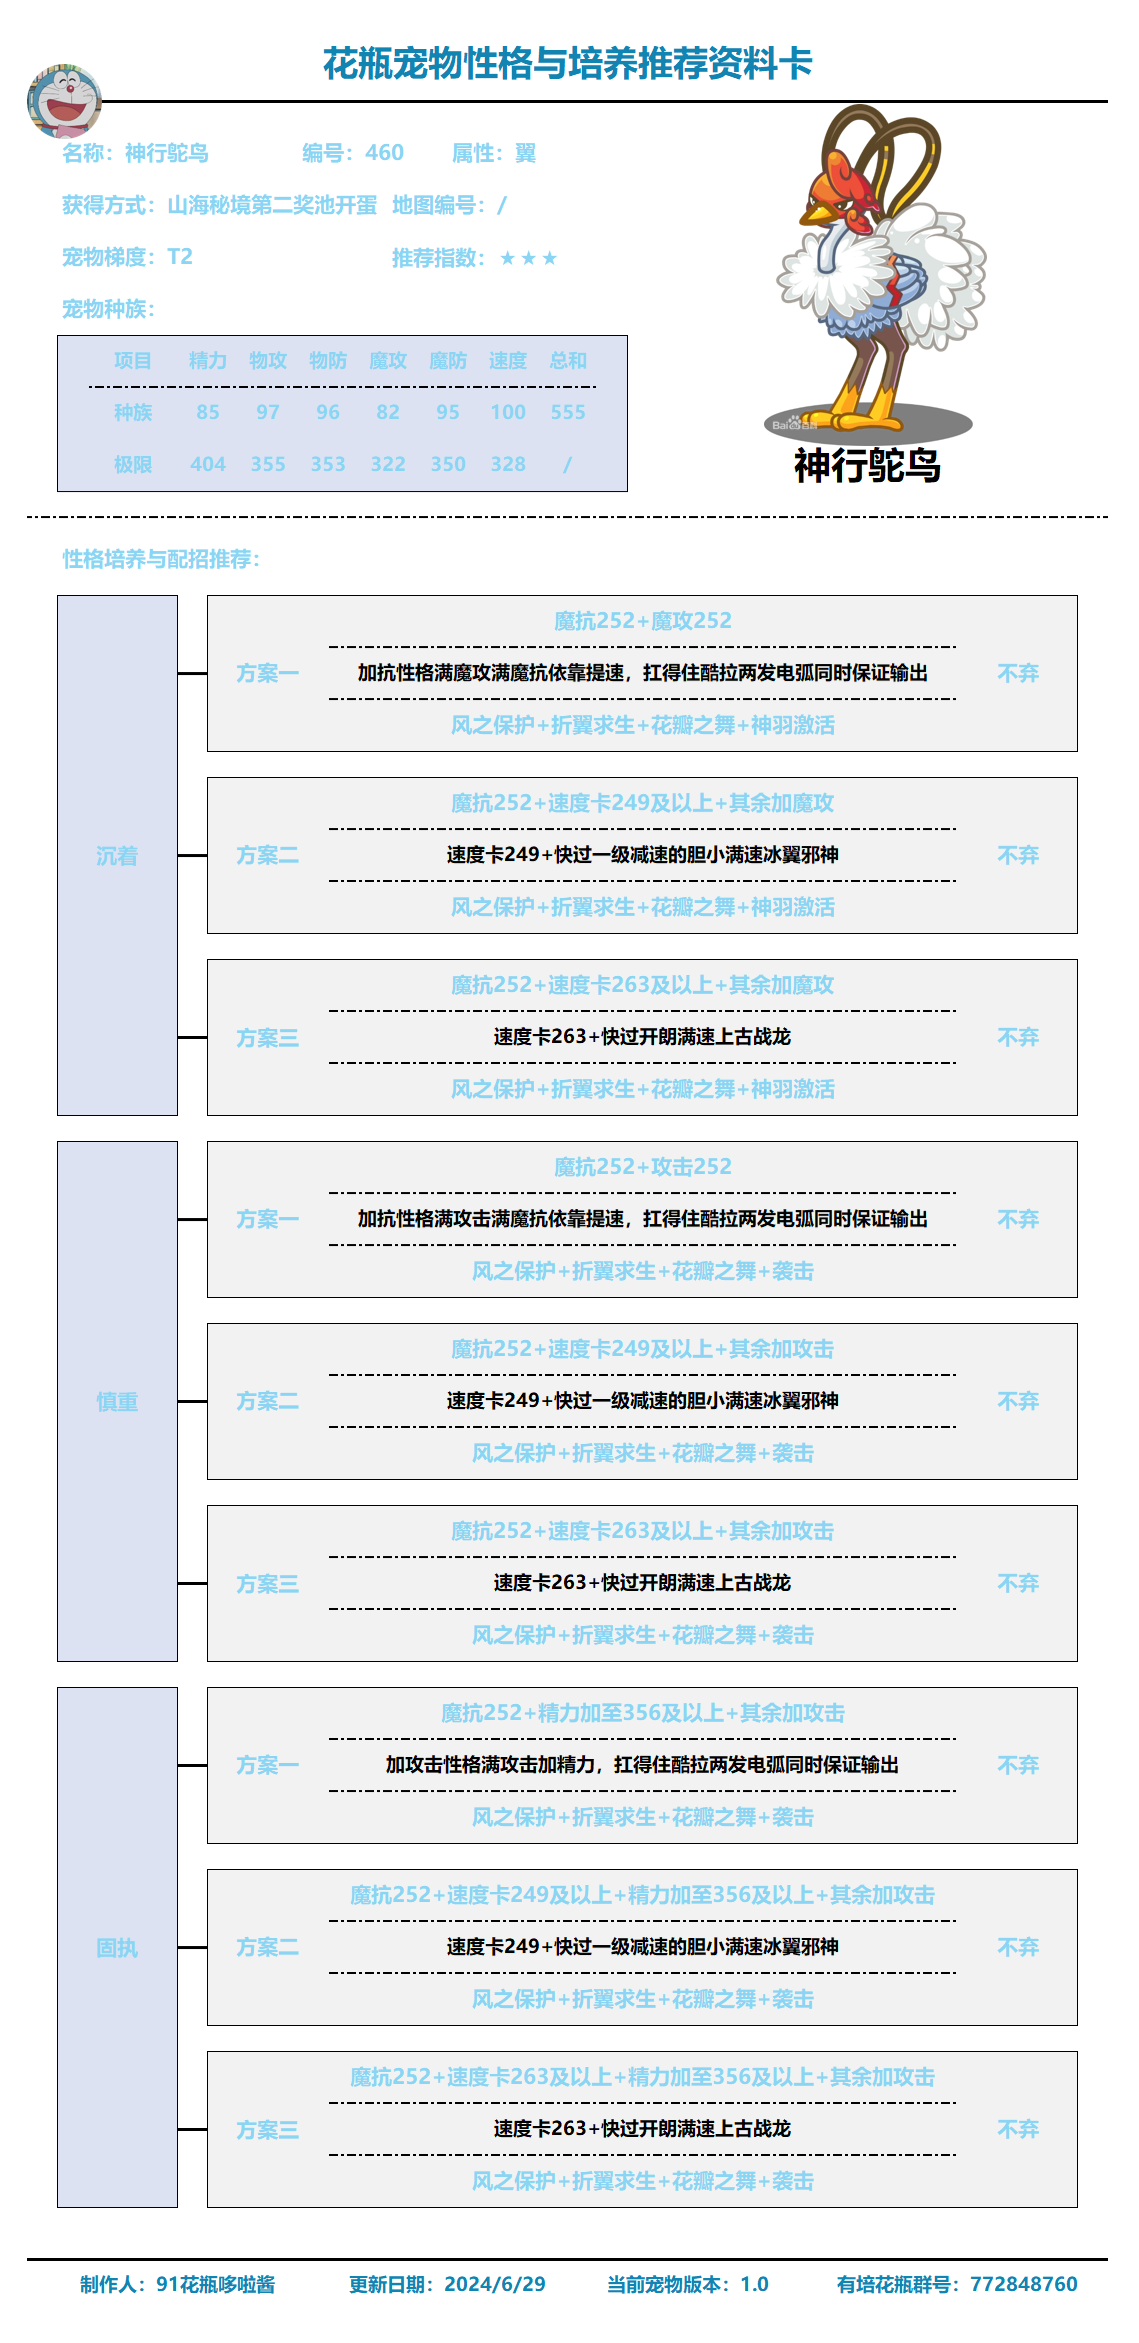 花瓶宠物性格与培养推荐资料卡
名称：神行鸵鸟 编号：460 属性：翼
获得方式：山海秘境第二奖池开蛋 地图编号：/
宠物梯度：T2 推荐指数：★★★
宠物种族：
项目 精力 物攻 物防 魔攻 魔防 速度 总和
种族 85 97 96 82 95 100 555
极限 404 355 353 322 350 328 /
Bai百科
神行鸵鸟
性格培养与配招推荐：
沉着
魔抗252+魔攻252
方案一 加抗性格满魔攻满魔抗依靠提速，扛得住酷拉两发电弧同时保证输出 不弃
风之保护+折翼求生+花瓣之舞+神羽激活
魔抗252+速度卡249及以上+其余加魔攻
方案二 速度卡249+快过一级减速的胆小满速冰翼邪神 不弃
风之保护+折翼求生+花瓣之舞+神羽激活
魔抗252+速度卡263及以上+其余加魔攻
方案三 速度卡263+快过开朗满速上古战龙 不弃
风之保护+折翼求生+花瓣之舞+神羽激活
慎重
魔抗252+攻击252
方案一 加抗性格满攻击满魔抗依靠提速，扛得住酷拉两发电弧同时保证输出 不弃
风之保护+折翼求生+花瓣之舞+袭击
魔抗252+速度卡249及以上+其余加攻击
方案二 速度卡249+快过一级减速的胆小满速冰翼邪神 不弃
风之保护+折翼求生+花瓣之舞+袭击
魔抗252+速度卡263及以上+其余加攻击
方案三 速度卡263+快过开朗满速上古战龙 不弃
风之保护+折翼求生+花瓣之舞+袭击
固执
魔抗252+精力加至356及以上+其余加攻击
方案一 加攻击性格满攻击加精力，扛得住酷拉两发电弧同时保证输出 不弃
风之保护+折翼求生+花瓣之舞+袭击
魔抗252+速度卡249及以上+精力加至356及以上+其余加攻击
方案二 速度卡249+快过一级减速的胆小满速冰翼邪神 不弃
风之保护+折翼求生+花瓣之舞+袭击
魔抗252+速度卡263及以上+精力加至356及以上+其余加攻击
方案三 速度卡263+快过开朗满速上古战龙 不弃
风之保护+折翼求生+花瓣之舞+袭击
制作人：91花瓶哆啦酱 更新日期：2024/6/29 当前宠物版本：1.0 有培花瓶群号：772848760